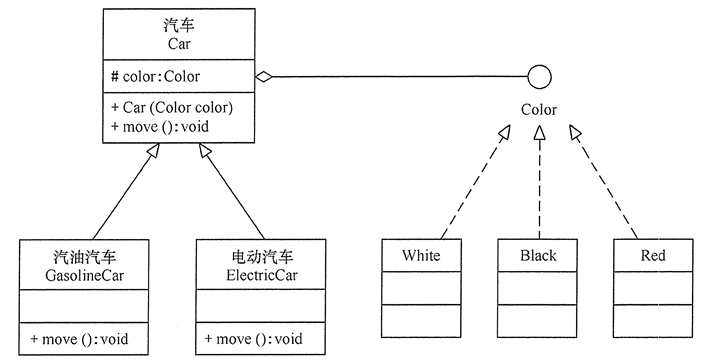 汽车
Car
# color:Color
+ Car (Color color)
+ move ():void
Color
汽油汽车
GasolineCar
+ move ():void
电动汽车
ElectricCar
+ move ():void
White
Black
Red